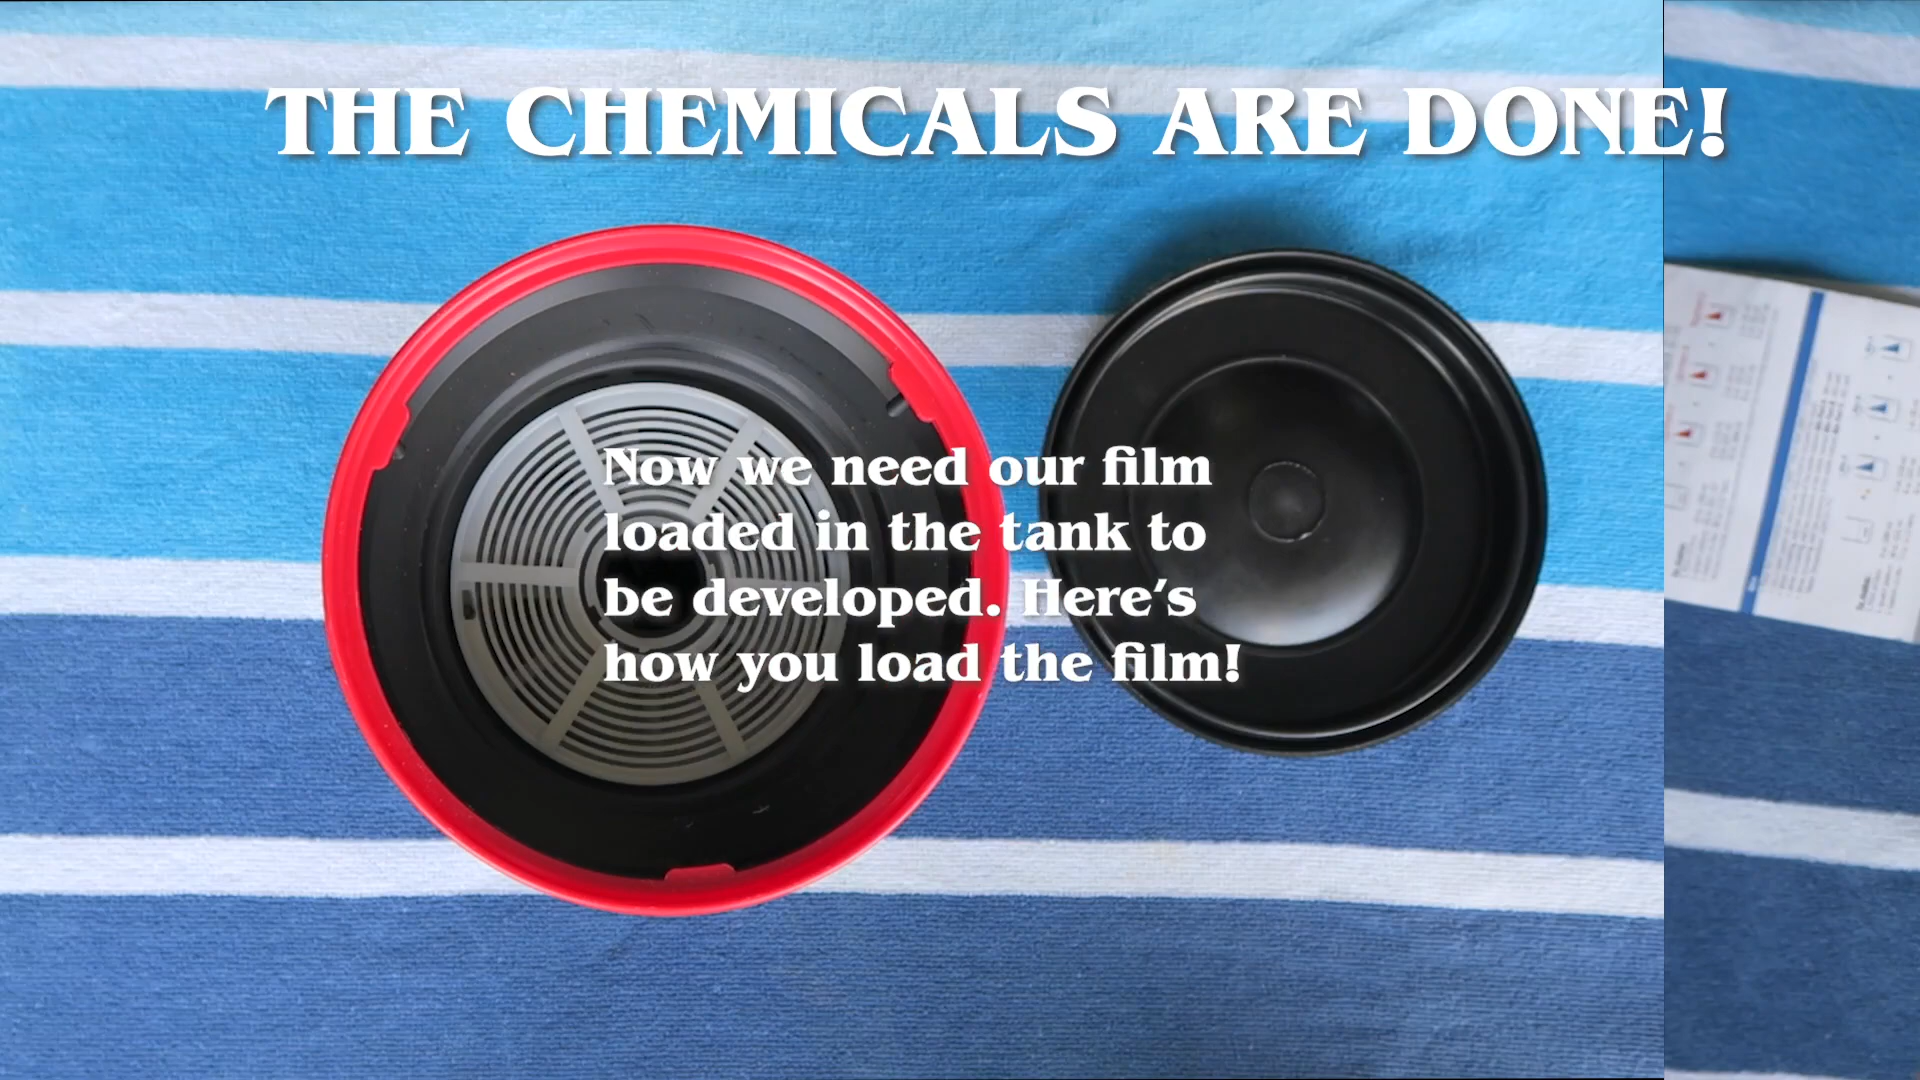 THE CHEMICALS ARE DONE!
Now we need our film
loaded in the tank to
be developed. Here's
how you load the film!